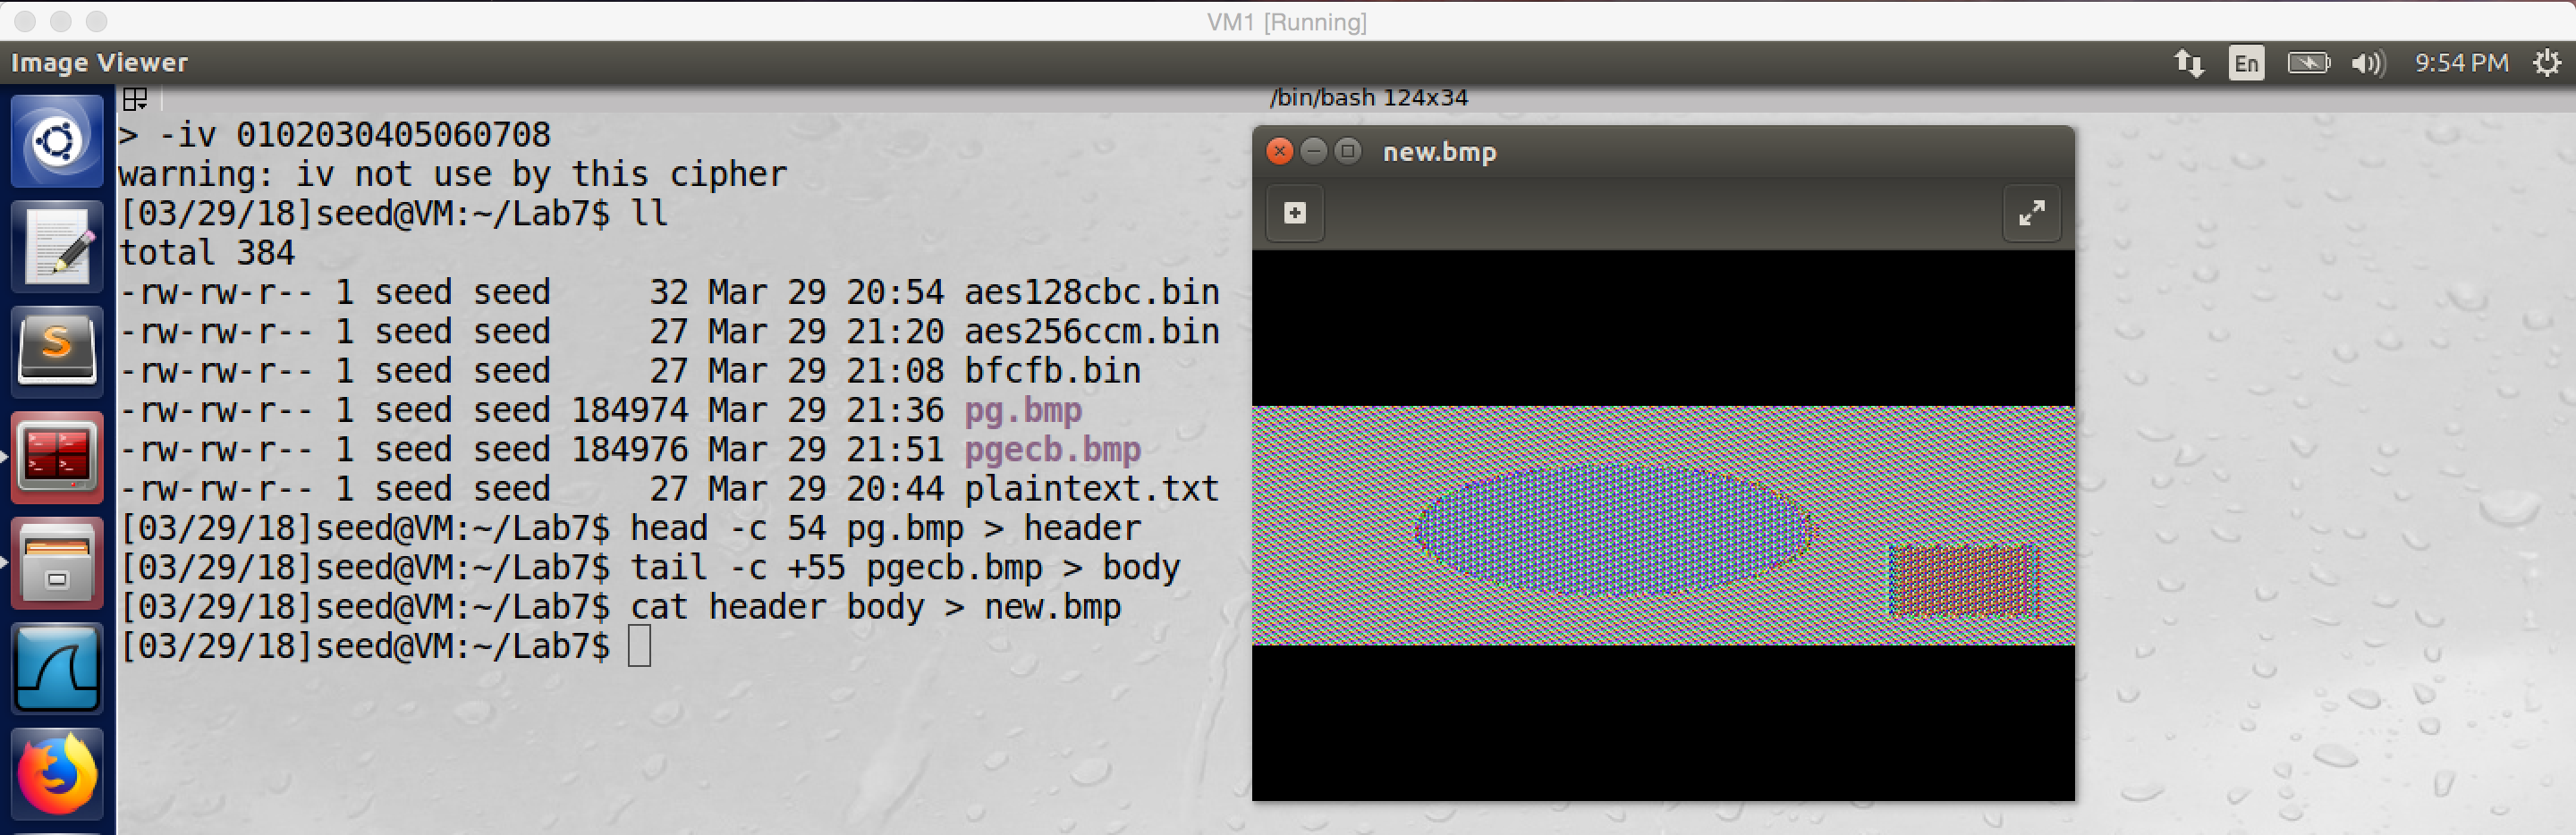 VM1 [Running]
Image Viewer
En
9:54 PM
/bin/bash 124x34
> -iv 0102030405060708
warning: iv not use by this cipher
[03/29/18]seed@VM:~/Lab7$ ll
total 384
-rw-rw-r-- 1 seed seed     32 Mar 29 20:54 aes128cbc.bin
-rw-rw-r-- 1 seed seed     27 Mar 29 21:20 aes256ccm.bin
-rw-rw-r-- 1 seed seed     27 Mar 29 21:08 bfcfb.bin
-rw-rw-r-- 1 seed seed 184974 Mar 29 21:36 pg.bmp
-rw-rw-r-- 1 seed seed 184976 Mar 29 21:51 pgecb.bmp
-rw-rw-r-- 1 seed seed     27 Mar 29 20:44 plaintext.txt
[03/29/18]seed@VM:~/Lab7$ head -c 54 pg.bmp > header
[03/29/18]seed@VM:~/Lab7$ tail -c +55 pgecb.bmp > body
[03/29/18]seed@VM:~/Lab7$ cat header body > new.bmp
[03/29/18]seed@VM:~/Lab7$
new.bmp